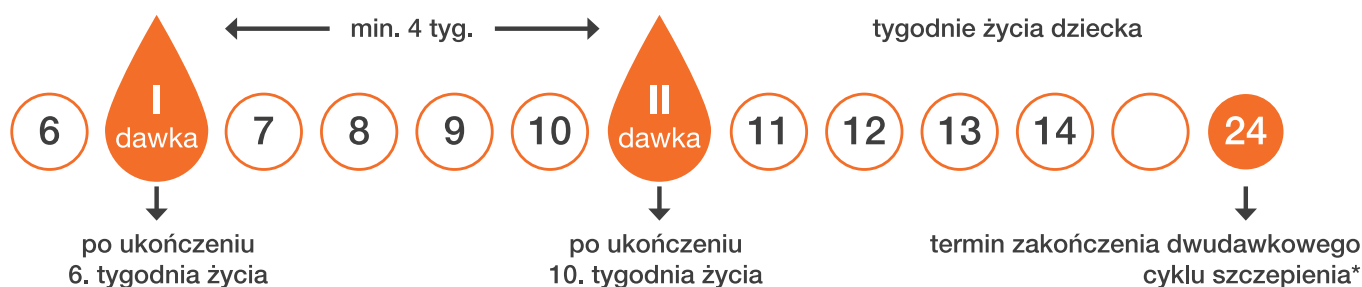 min. 4 tyg.
tygodnie życia dziecka
6
I
dawka
7
8
9
10
II
dawka
11
12
13
14
24
po ukończeniu
6. tygodnia życia
po ukończeniu
10. tygodnia życia
termin zakończenia dwudawkowego
cyklu szczepienia*